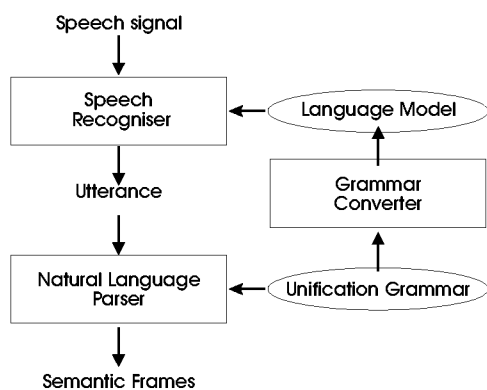 Speech signal
Speech
Recogniser
Language Model
Utterance
Grammar
Converter
Natural Language
Parser
Unification Grammar
Semantic Frames